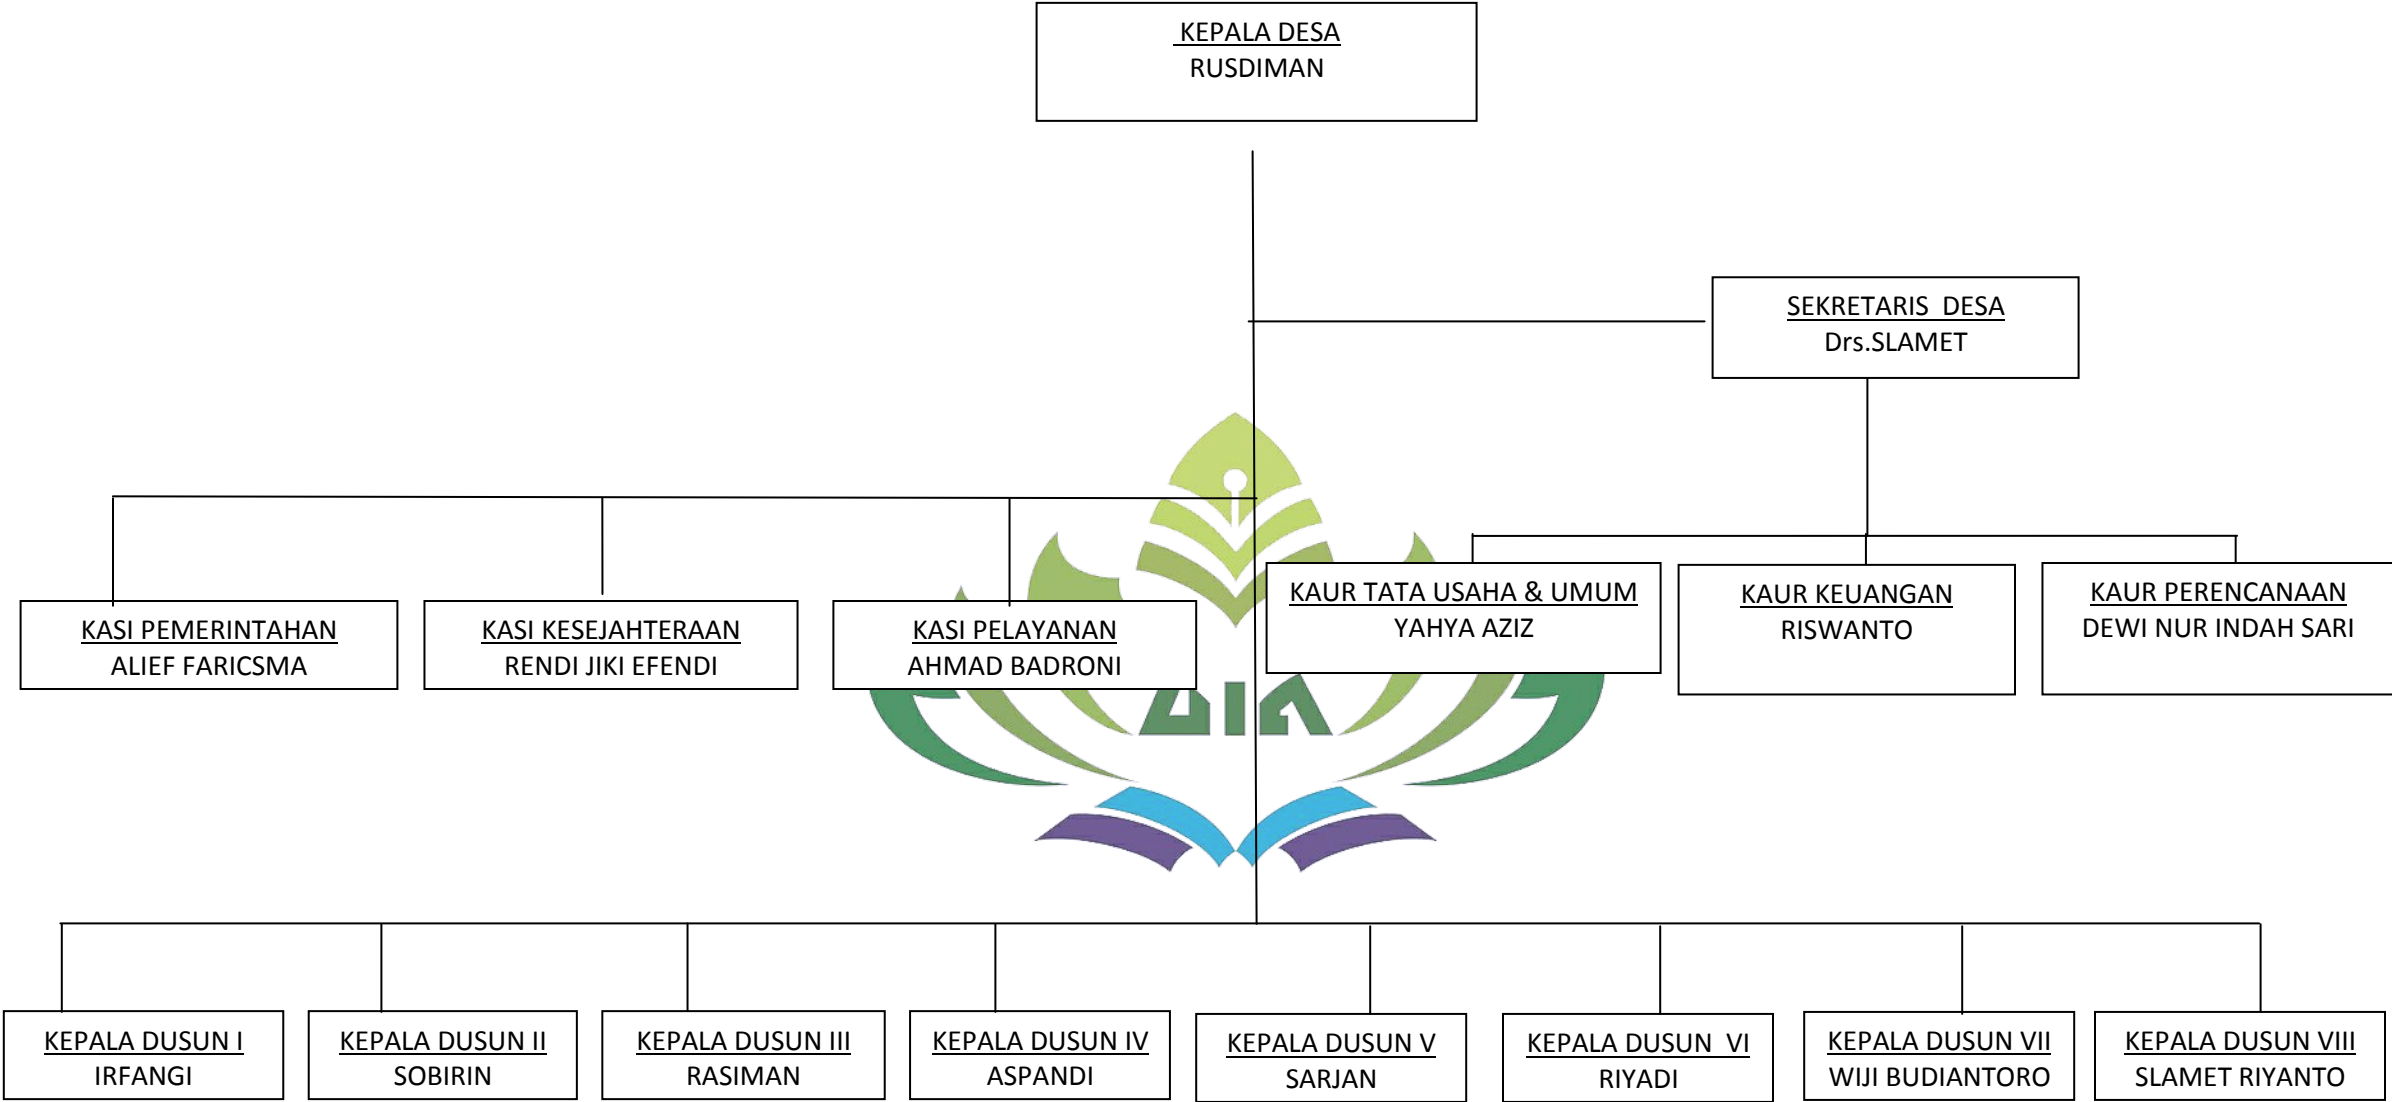 KEPALA DESA
RUSDIMAN
SEKRETARIS DESA
Drs.SLAMET
KASI PEMERINTAHAN
ALIEF FARICSMA
KASI KESEJAHTERAAN
RENDI JIKI EFENDI
KASI PELAYANAN
AHMAD BADRONI
KAUR TATA USAHA & UMUM
YAHYA AZIZ
KAUR KEUANGAN
RISWANTO
KAUR PERENCANAAN
DEWI NUR INDAH SARI
KEPALA DUSUN I
IRFANGI
KEPALA DUSUN II
SOBIRIN
KEPALA DUSUN III
RASIMAN
KEPALA DUSUN IV
ASPANDI
KEPALA DUSUN V
SARJAN
KEPALA DUSUN VI
RIYADI
KEPALA DUSUN VII
WIJI BUDIANTORO
KEPALA DUSUN VIII
SLAMET RIYANTO